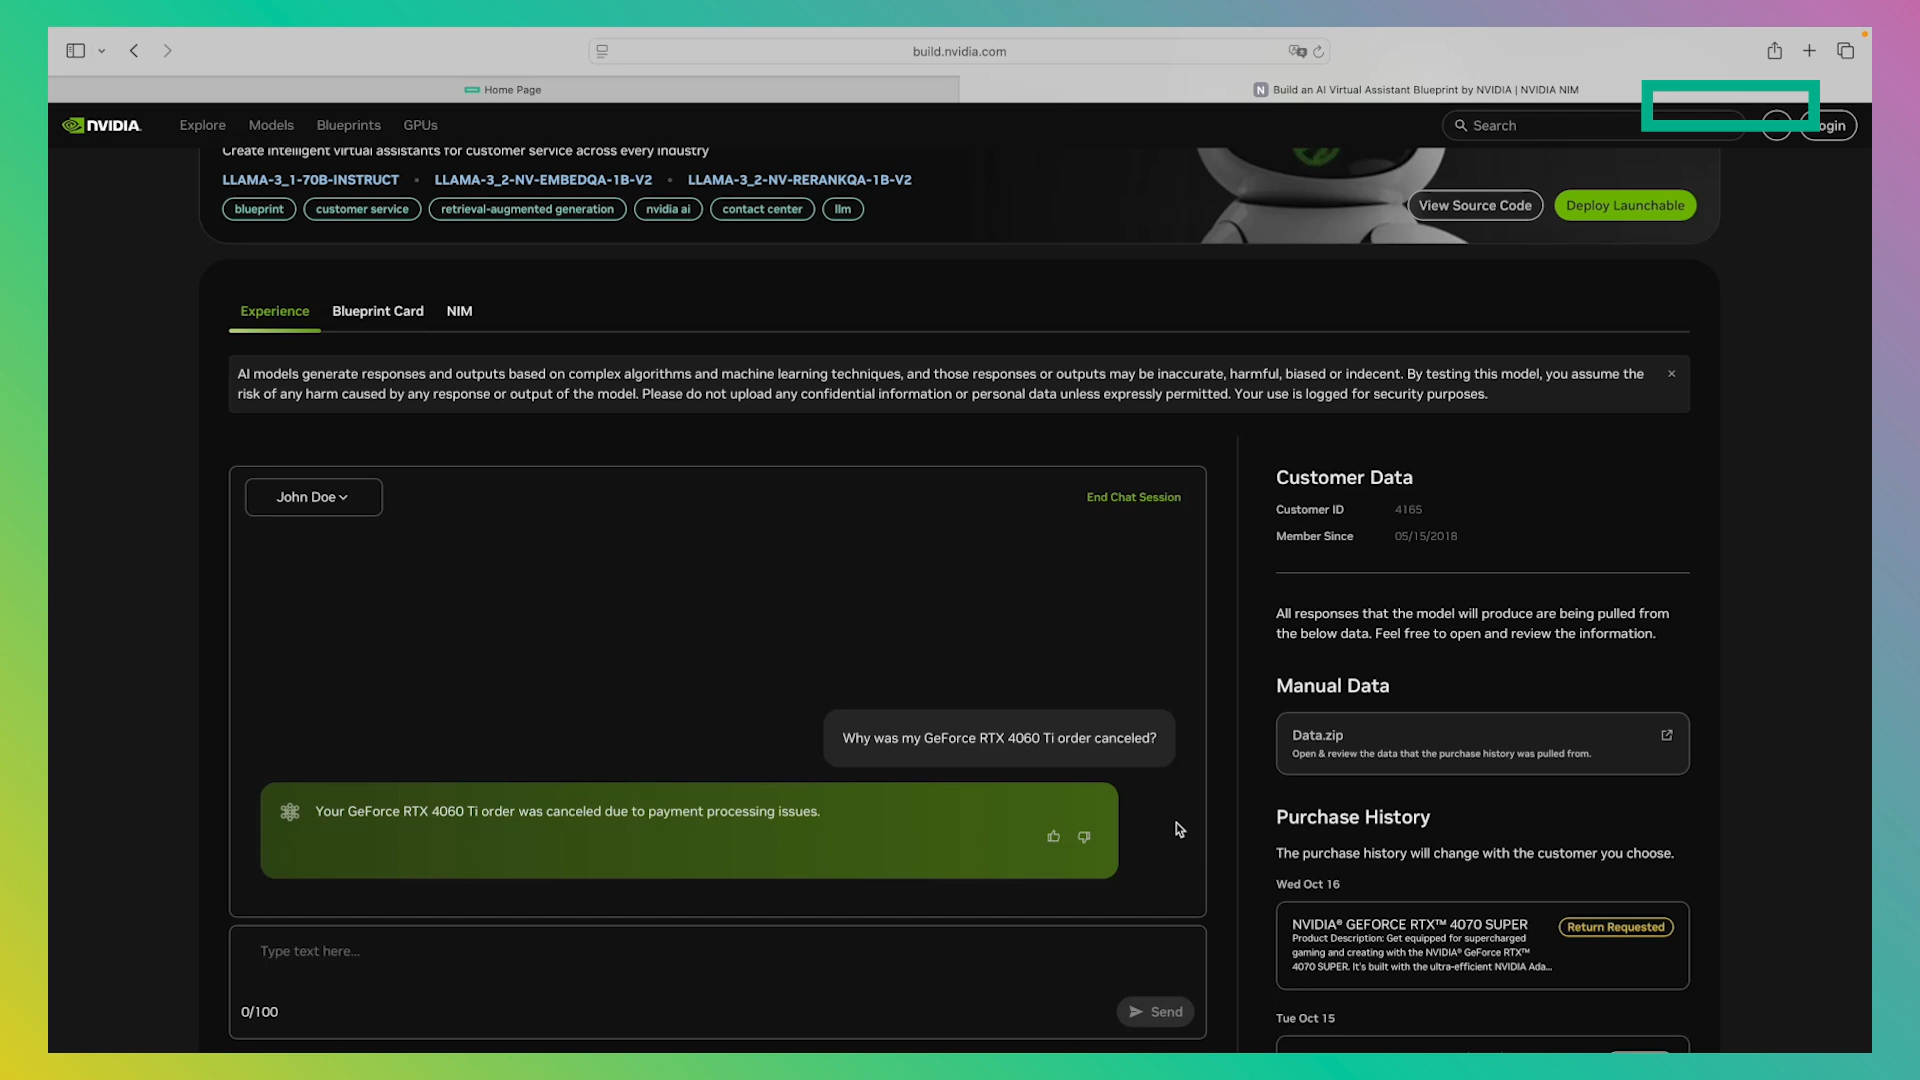 build.nvidia.com
Home Page
N Build an AI Virtual Assistant Blueprint by NVIDIA | NVIDIA NIM
NVIDIA. Explore Models Blueprints GPUs Search
Create intelligent virtual assistants for customer service across every industry
LLAMA-3_1-70B-INSTRUCT • LLAMA-3_2-NV-EMBEDQA-1B-V2 • LLAMA-3_2-NV-RERANKQA-1B-V2
View Source Code Deploy Launchable
blueprint customer service retrieval-augmented generation nvidia ai contact center llm
Experience Blueprint Card NIM
AI models generate responses and outputs based on complex algorithms and machine learning techniques, and those responses or outputs may be inaccurate, harmful, biased or indecent. By testing this model, you assume the
risk of any harm caused by any response or output of the model. Please do not upload any confidential information or personal data unless expressly permitted. Your use is logged for security purposes.
John Doe
End Chat Session
Why was my GeForce RTX 4060 Ti order canceled?
Your GeForce RTX 4060 Ti order was canceled due to payment processing issues.
Type text here...
0/100
Send
Customer Data
Customer ID 4165
Member Since 05/15/2018
All responses that the model will produce are being pulled from
the below data. Feel free to open and review the information.
Manual Data
Data.zip
Open & review the data that the purchase history was pulled from.
Purchase History
The purchase history will change with the customer you choose.
Wed Oct 16
NVIDIA® GEFORCE RTX™ 4070 SUPER
Return Requested
Product Description: Get equipped for supercharged
gaming and creating with the NVIDIA® GeForce RTX™
4070 SUPER. It's built with the ultra-efficient NVIDIA Ada...
Tue Oct 15